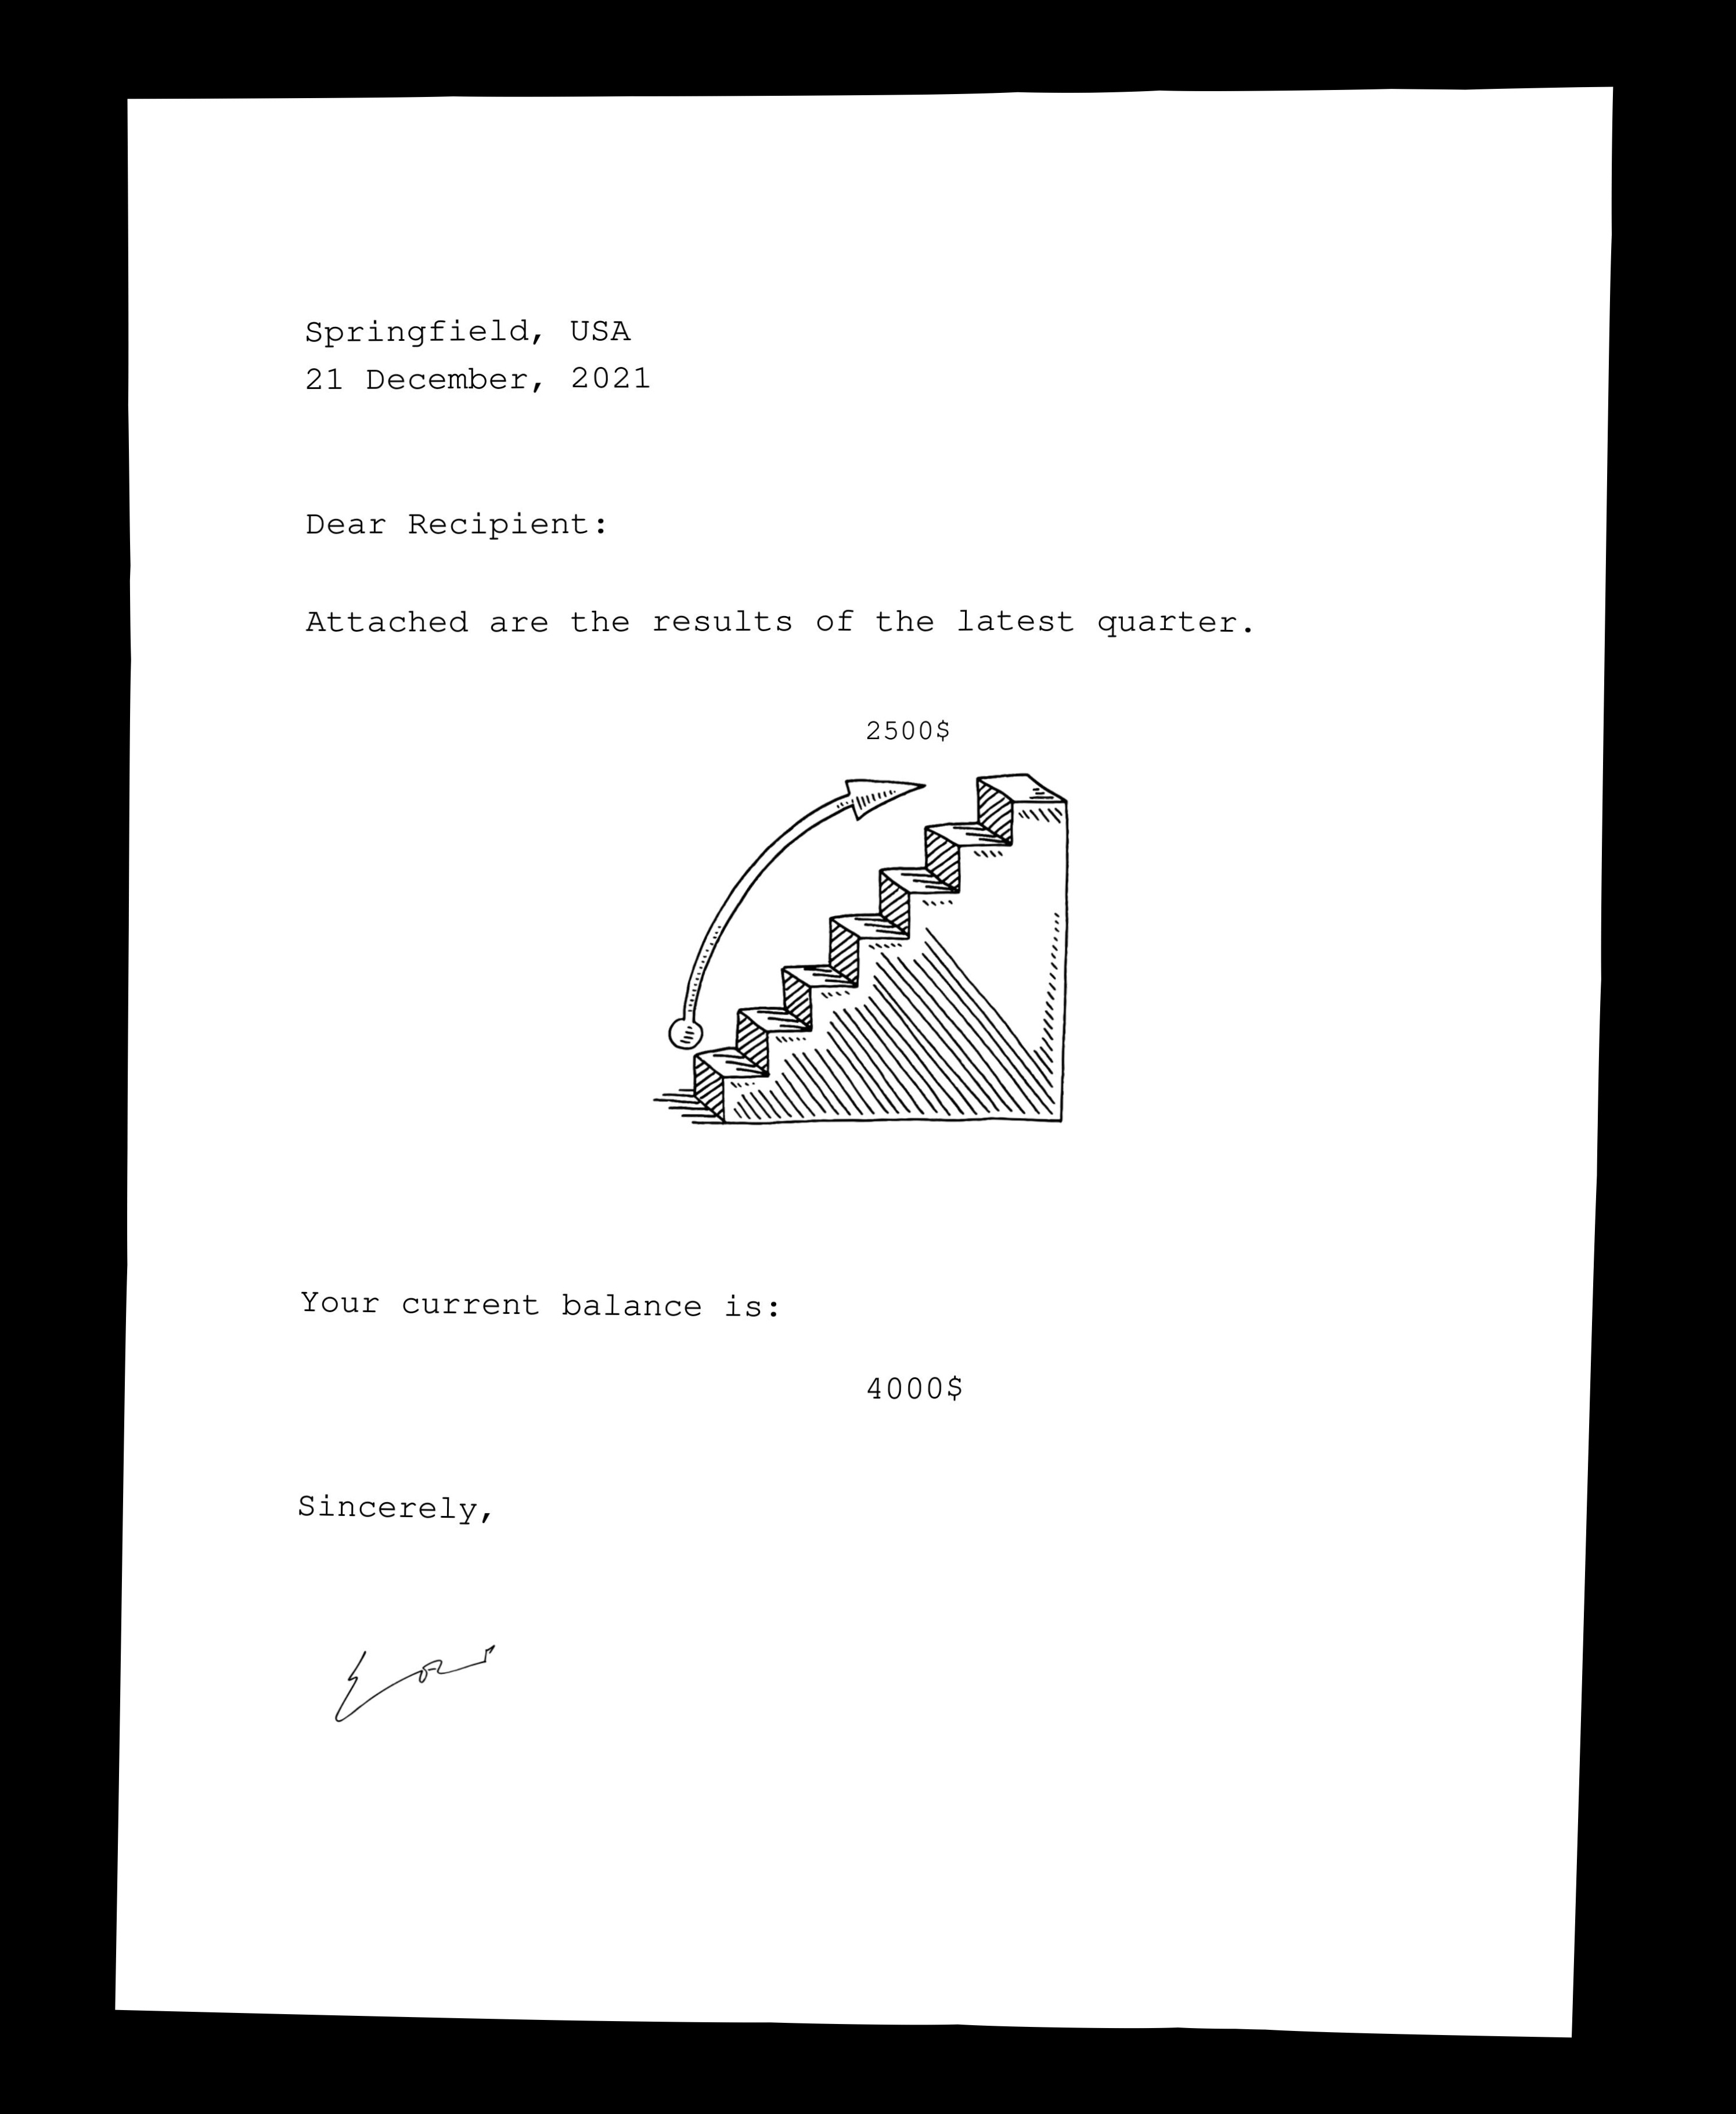 Springfield, USA
21 December, 2021
Dear Recipient:
Attached are the results of the latest quarter.
2500$
Your current balance is:
4000$
Sincerely,